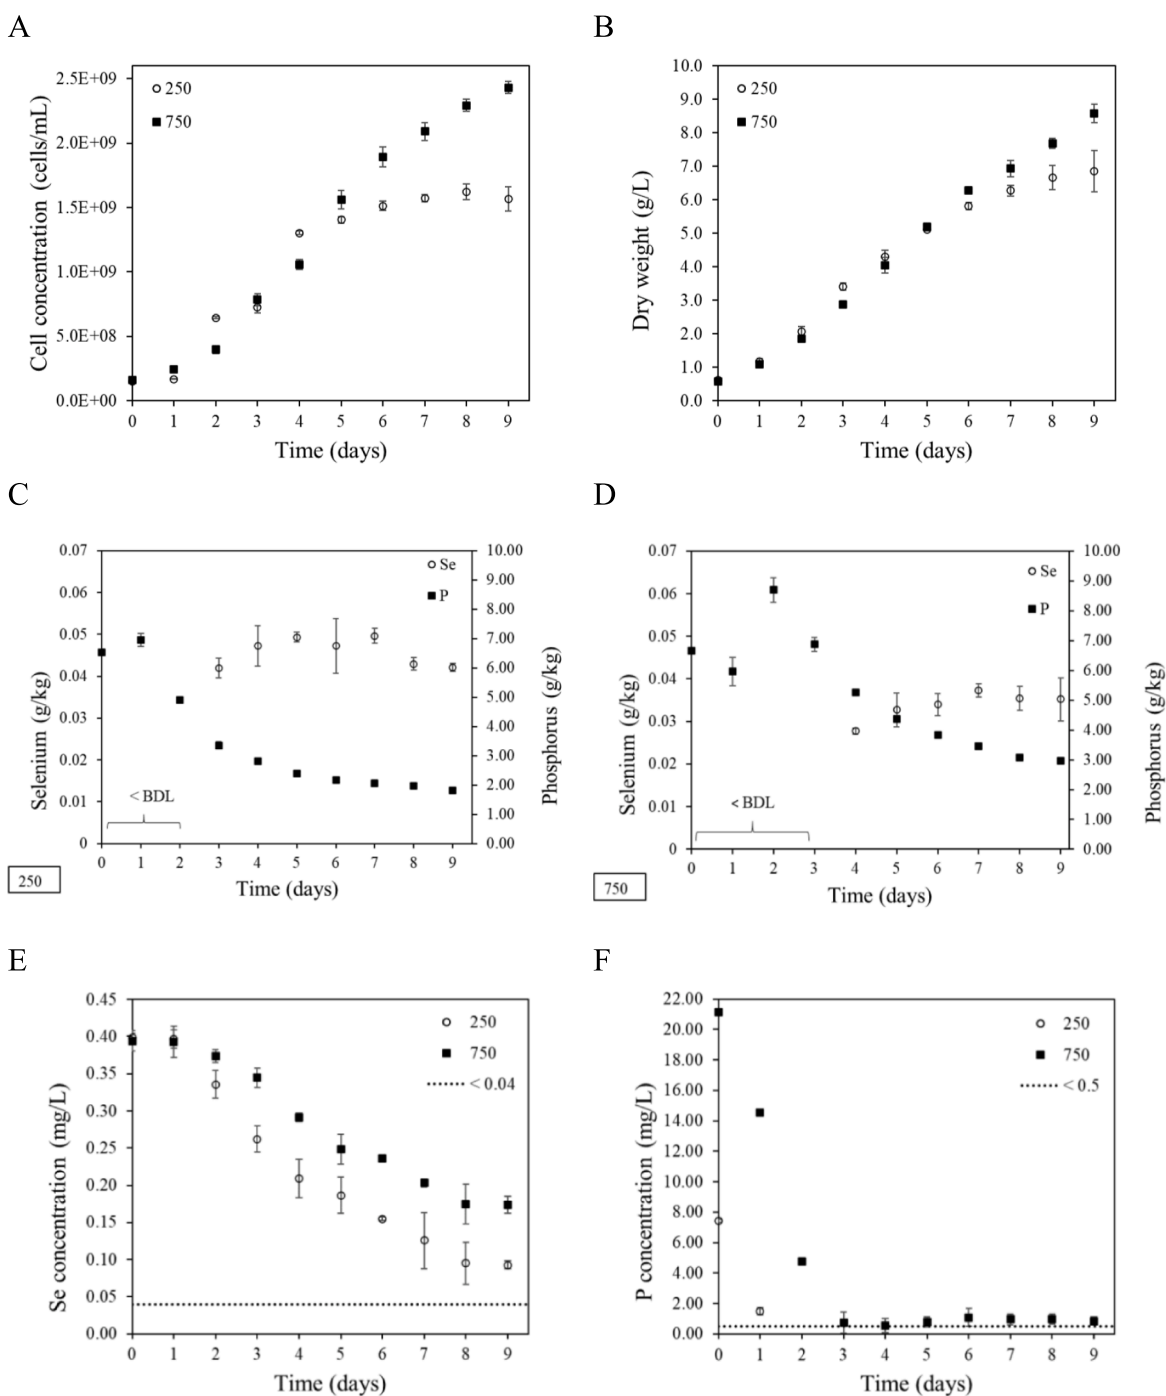 A
2.5E+09
2.0E+09
1.5E+09
1.0E+09
5.0E+08
0.0E+00
Cell concentration (cells/mL)
250
750
0 1 2 3 4 5 6 7 8 9
Time (days)
B
10.0
9.0
8.0
7.0
6.0
5.0
4.0
3.0
2.0
1.0
0.0
Dry weight (g/L)
250
750
0 1 2 3 4 5 6 7 8 9
Time (days)
C
0.07
0.06
0.05
0.04
0.03
0.02
0.01
0
Selenium (g/kg)
Se
P
< BDL
10.00
9.00
8.00
7.00
6.00
5.00
4.00
3.00
2.00
1.00
0.00
Phosphorus (g/kg)
0 1 2 3 4 5 6 7 8 9
Time (days)
250
D
0.07
0.06
0.05
0.04
0.03
0.02
0.01
0
Selenium (g/kg)
Se
P
< BDL
10.00
9.00
8.00
7.00
6.00
5.00
4.00
3.00
2.00
1.00
0.00
Phosphorus (g/kg)
0 1 2 3 4 5 6 7 8 9
Time (days)
750
E
0.45
0.40
0.35
0.30
0.25
0.20
0.15
0.10
0.05
0.00
Se concentration (mg/L)
250
750
< 0.04
0 1 2 3 4 5 6 7 8 9
Time (days)
F
22.00
20.00
18.00
16.00
14.00
12.00
10.00
8.00
6.00
4.00
2.00
0.00
P concentration (mg/L)
250
750
< 0.5
0 1 2 3 4 5 6 7 8 9
Time (days)